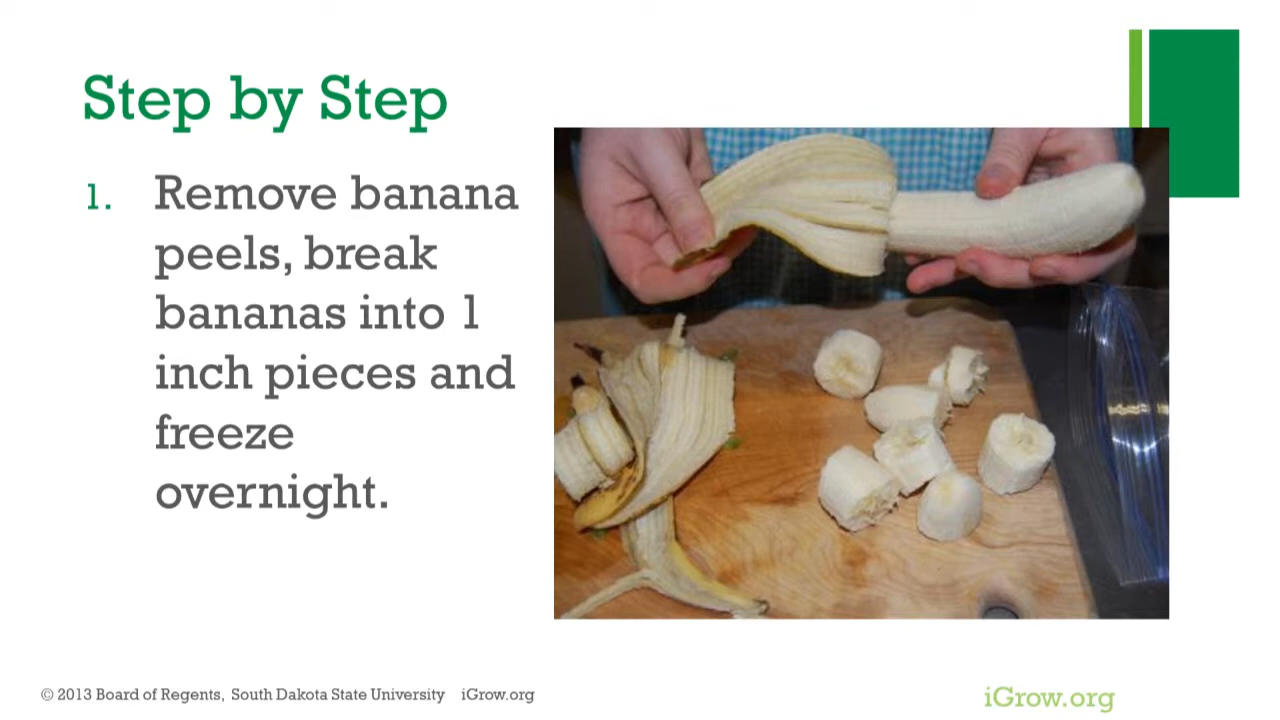 Step by Step
1. Remove banana
peels, break
bananas into 1
inch pieces and
freeze
overnight.
© 2013 Board of Regents, South Dakota State University iGrow.org
iGrow.org